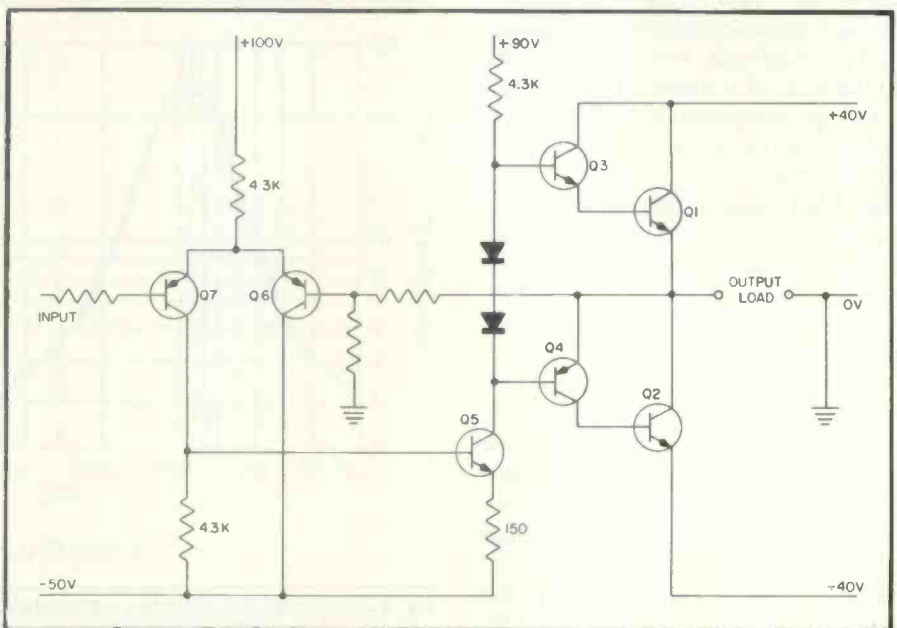 +100V
+90V
4.3K
+40V
4.3K
Q3
Q1
Q7
Q6
OUTPUT
LOAD
0V
INPUT
Q4
Q2
Q5
4.3K
150
-50V
-40V